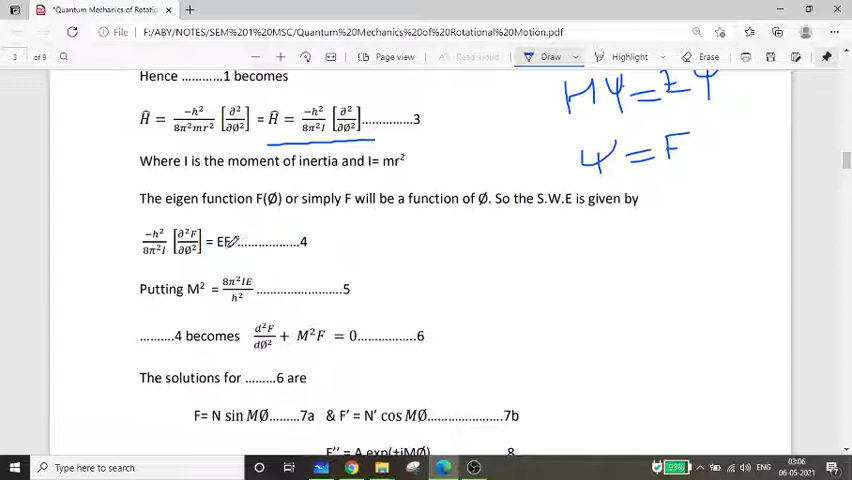 Quantum Mechanics of Rotatio
File
F:/ABY/NOTES/SEM%201%20MSC/Quantum%20Mechanics%20of%20Rotational%20Motion.pdf
3 of 9
Page view
Read aloud
Draw
Highlight
Erase
Hence …………1 becomes
Ĥ = −h²/8π²mr² [∂²/∂Ø²] = Ĥ = −h²/8π²I [∂²/∂Ø²]…………..3
Where I is the moment of inertia and I= mr²
The eigen function F(Ø) or simply F will be a function of Ø. So the S.W.E is given by
−h²/8π²I [∂²F/∂Ø²] = EF………………4
Putting M² = 8π²IE/h² …………………….5
……….4 becomes d²F/dØ² + M²F = 0……………..6
The solutions for ………6 are
F= N sin MØ………7a & F′ = N′ cos MØ………………….7b
F′′ = A exp(±iMØ) 8
Hψ=Eψ
ψ = F
Type here to search
93%
ENG
03:06
06-05-2021